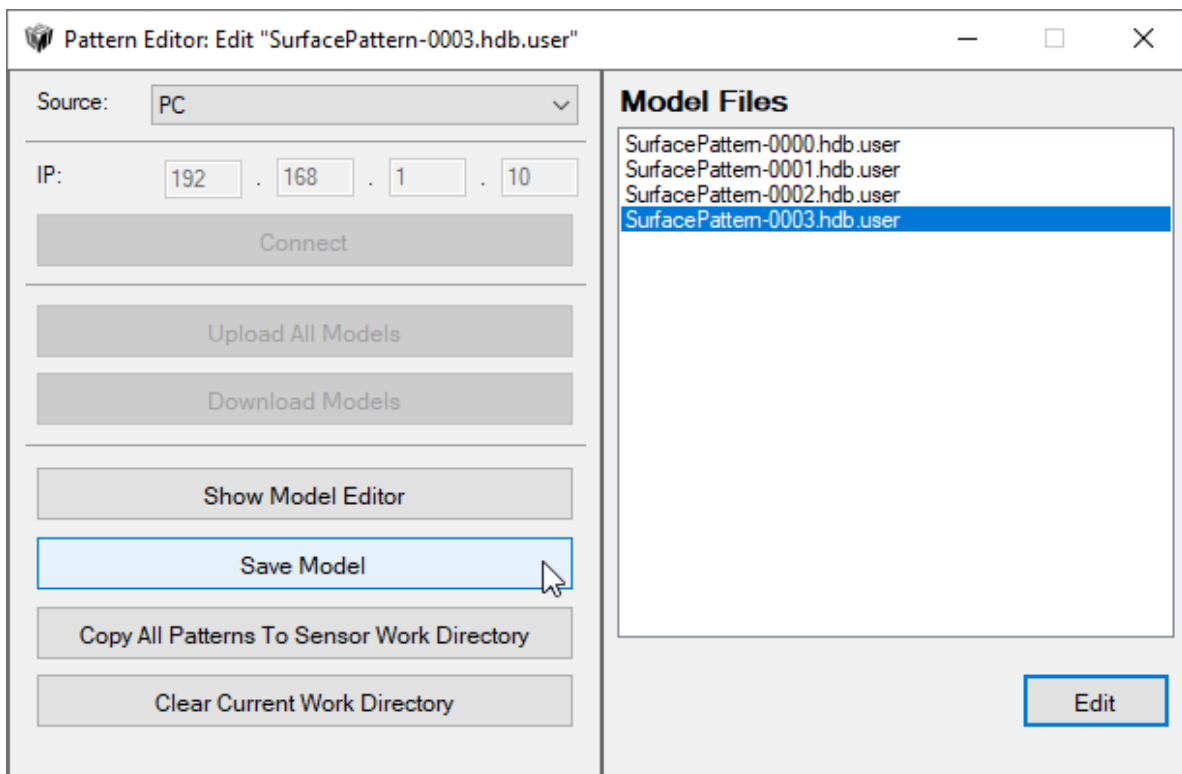 Pattern Editor: Edit "SurfacePattern-0003.hdb.user"
Source: PC
IP: 192 . 168 . 1 . 10
Connect
Upload All Models
Download Models
Show Model Editor
Save Model
Copy All Patterns To Sensor Work Directory
Clear Current Work Directory
Model Files
SurfacePattern-0000.hdb.user
SurfacePattern-0001.hdb.user
SurfacePattern-0002.hdb.user
SurfacePattern-0003.hdb.user
Edit